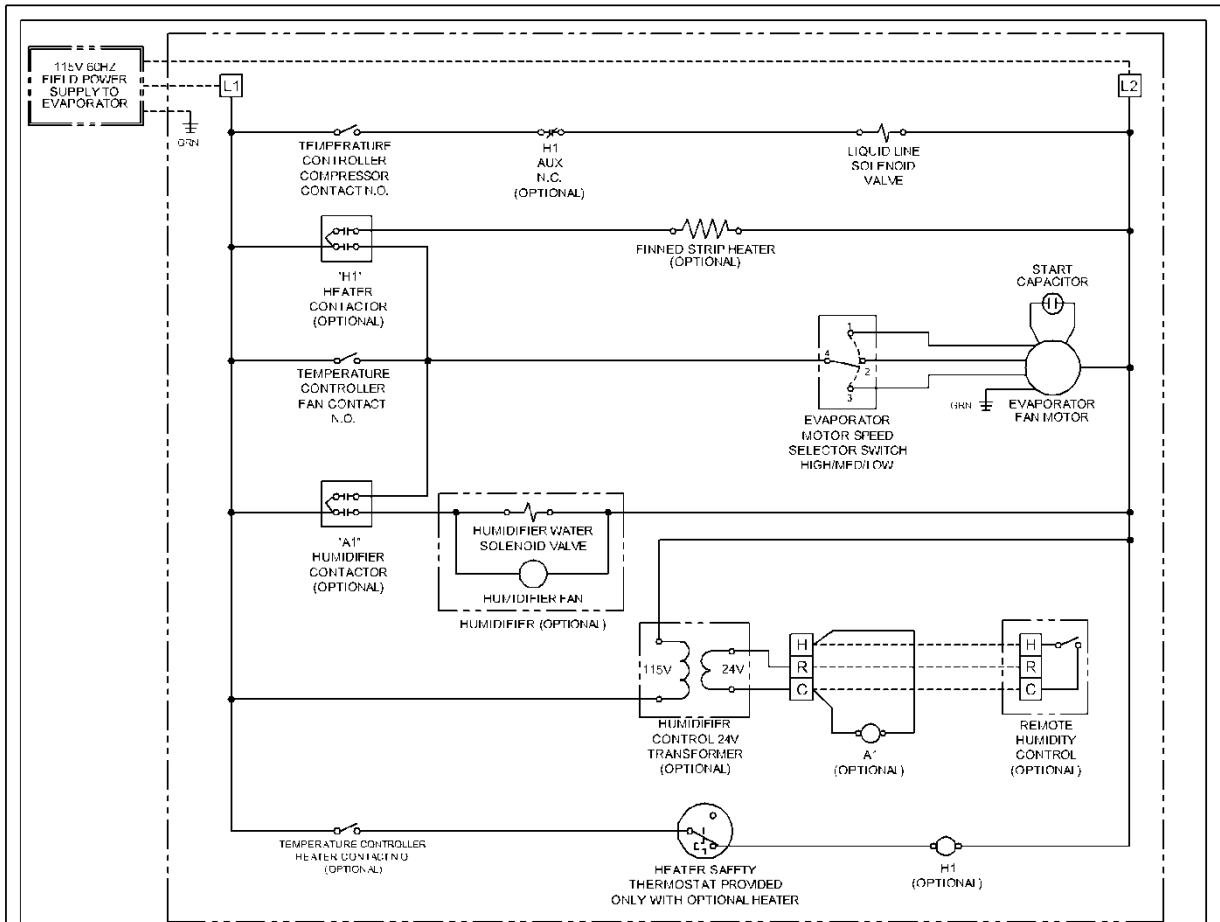 115V 60HZ
FIELD POWER
SUPPLY TO
EVAPORATOR
GRN
L1
L2
TEMPERATURE
CONTROLLER
COMPRESSOR
CONTACT N.O.
H1
AUX
N.C.
(OPTIONAL)
LIQUID LINE
SOLENOID
VALVE
"H1"
HEATER
CONTACTOR
(OPTIONAL)
FINNED STRIP HEATER
(OPTIONAL)
START
CAPACITOR
TEMPERATURE
CONTROLLER
FAN CONTACT
N.O.
1
4
2
3
EVAPORATOR
MOTOR SPEED
SELECTOR SWITCH
HIGH/MED/LOW
GRN
EVAPORATOR
FAN MOTOR
"A1"
HUMIDIFIER
CONTACTOR
(OPTIONAL)
HUMIDIFIER WATER
SOLENOID VALVE
HUMIDIFIER FAN
HUMIDIFIER (OPTIONAL)
115V
24V
HUMIDIFIER
CONTROL 24V
TRANSFORMER
(OPTIONAL)
H
R
C
A1
(OPTIONAL)
H
R
C
REMOTE
HUMIDITY
CONTROL
(OPTIONAL)
TEMPERATURE CONTROLLER
HEATER CONTACT N.O.
(OPTIONAL)
HEATER SAFETY
THERMOSTAT PROVIDED
ONLY WITH OPTIONAL HEATER
H1
(OPTIONAL)